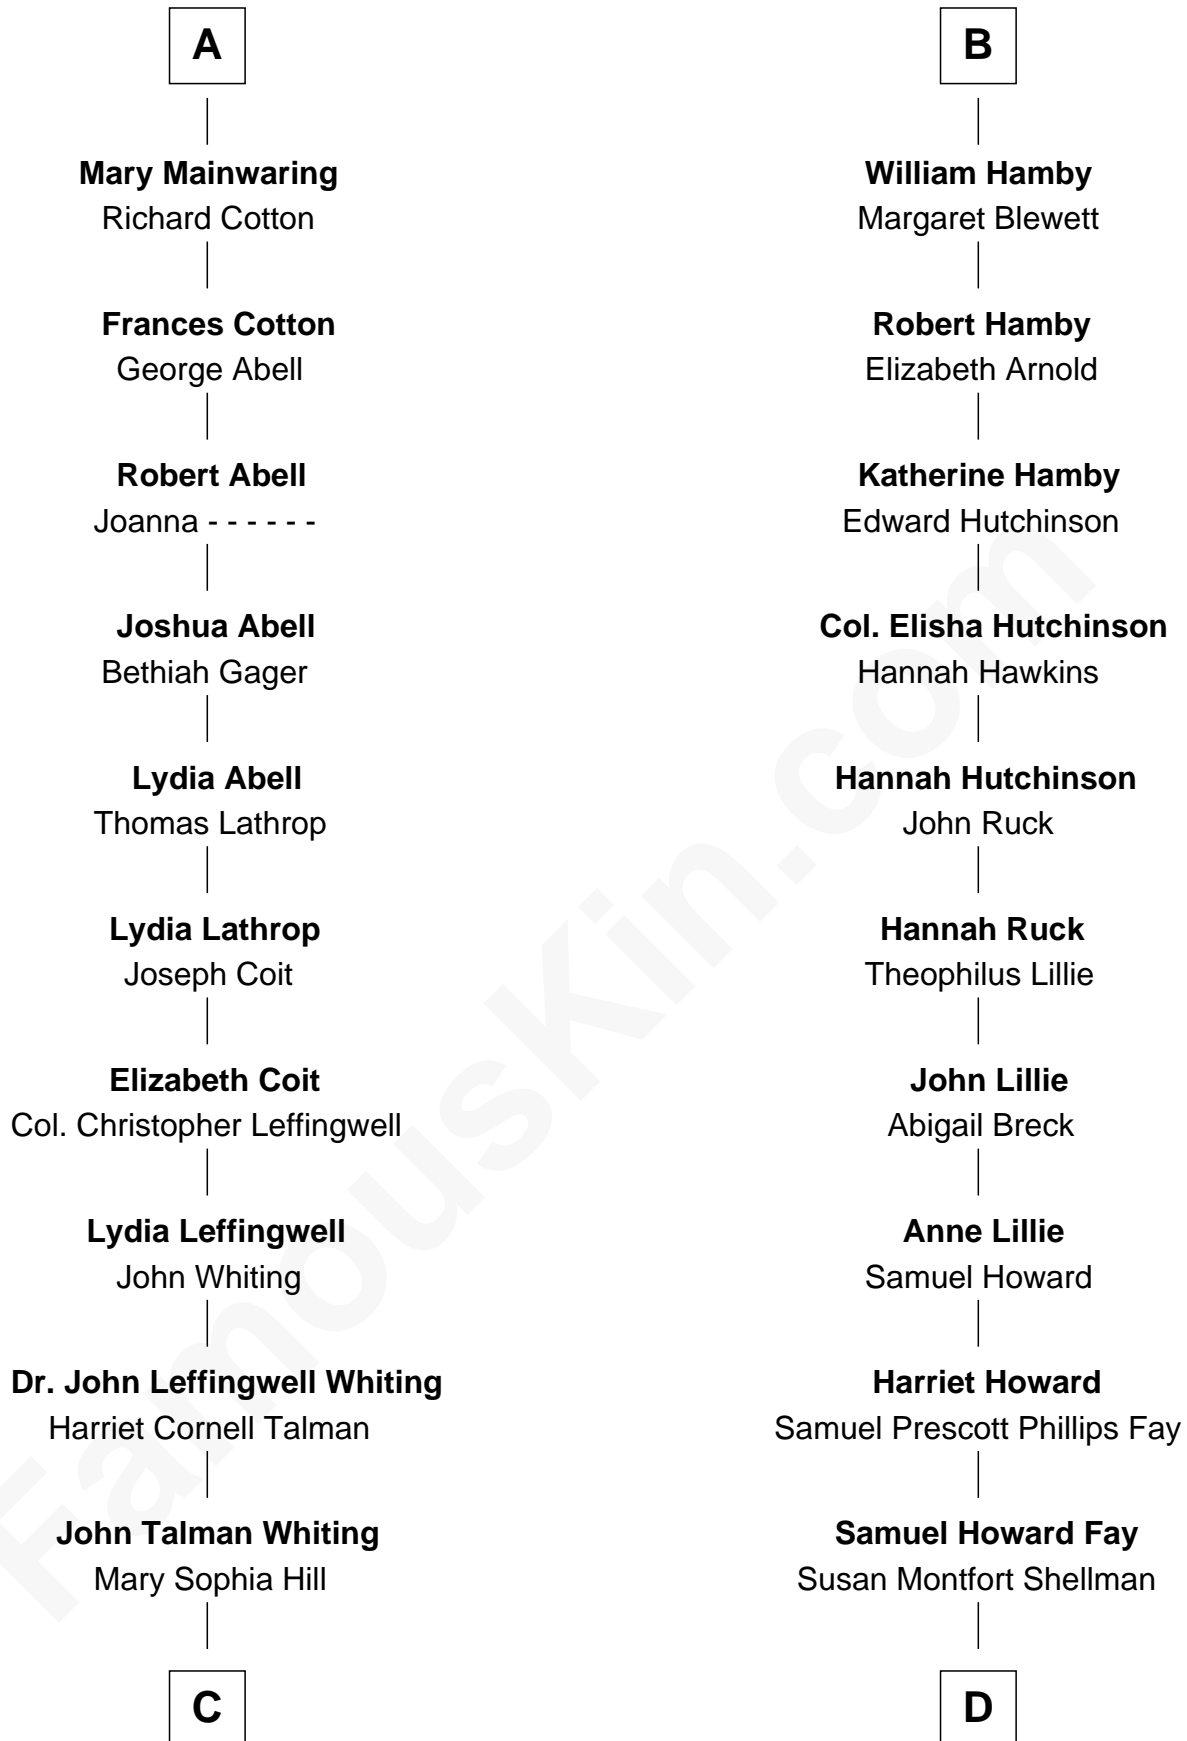 A
Mary Mainwaring
Richard Cotton
Frances Cotton
George Abell
Robert Abell
Joanna - - - - - -
Joshua Abell
Bethiah Gager
Lydia Abell
Thomas Lathrop
Lydia Lathrop
Joseph Coit
Elizabeth Coit
Col. Christopher Leffingwell
Lydia Leffingwell
John Whiting
Dr. John Leffingwell Whiting
Harriet Cornell Talman
John Talman Whiting
Mary Sophia Hill
C
B
William Hamby
Margaret Blewett
Robert Hamby
Elizabeth Arnold
Katherine Hamby
Edward Hutchinson
Col. Elisha Hutchinson
Hannah Hawkins
Hannah Hutchinson
John Ruck
Hannah Ruck
Theophilus Lillie
John Lillie
Abigail Breck
Anne Lillie
Samuel Howard
Harriet Howard
Samuel Prescott Phillips Fay
Samuel Howard Fay
Susan Montfort Shellman
D
FamousKin.com